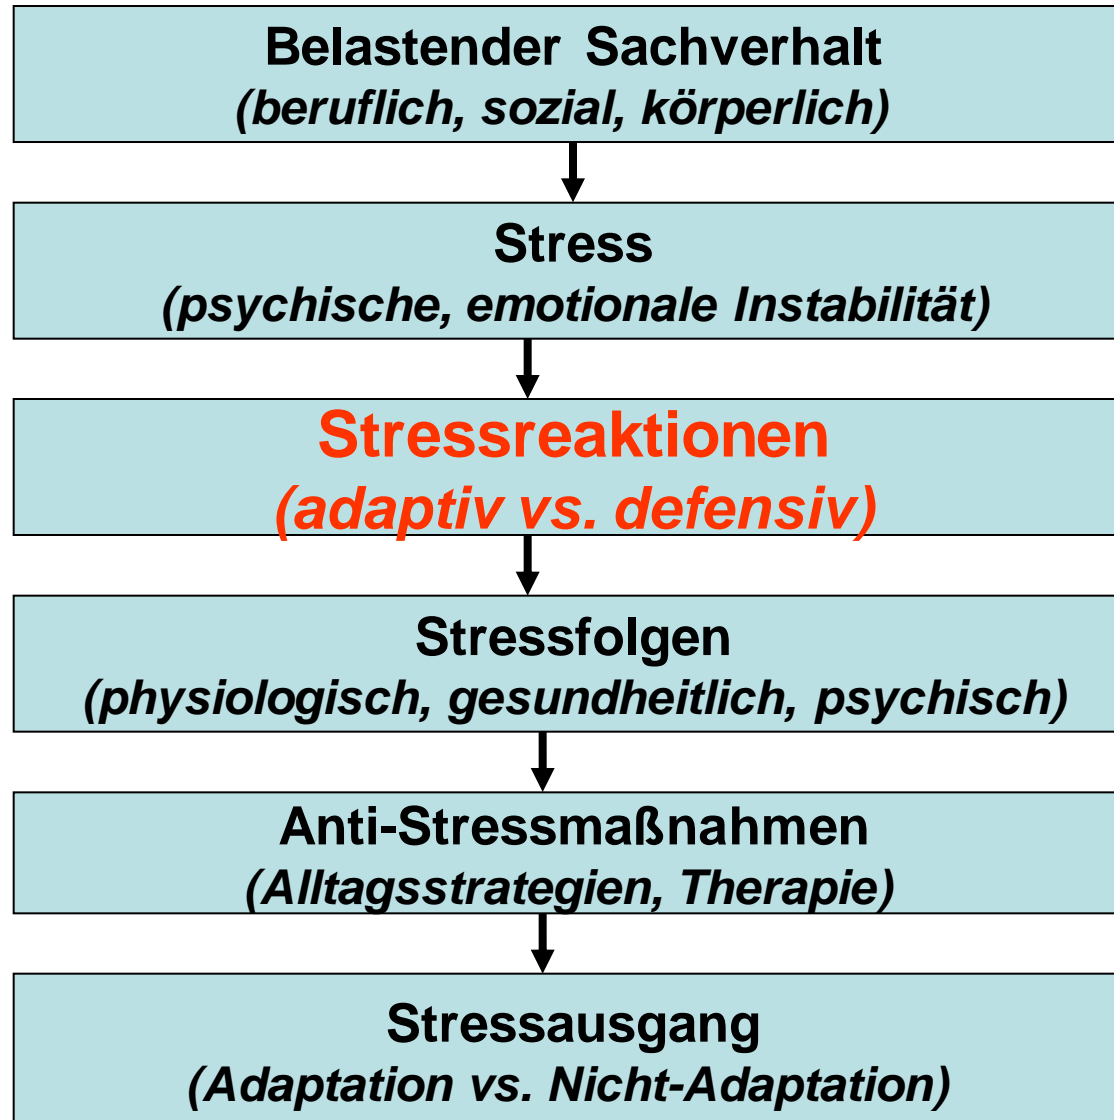 Belastender Sachverhalt
(beruflich, sozial, körperlich)
Stress
(psychische, emotionale Instabilität)
Stressreaktionen
(adaptiv vs. defensiv)
Stressfolgen
(physiologisch, gesundheitlich, psychisch)
Anti-Stressmaßnahmen
(Alltagsstrategien, Therapie)
Stressausgang
(Adaptation vs. Nicht-Adaptation)